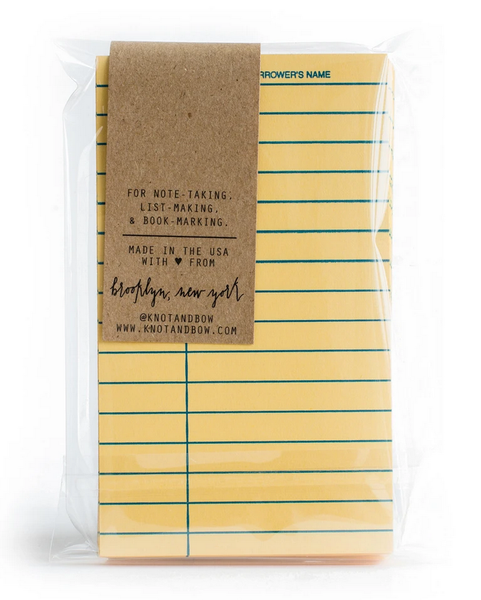 RROWER'S NAME
FOR NOTE-TAKING.
LIST-MAKING.
& BOOK-MARKING.
MADE IN THE USA
WITH ♥ FROM
brooklyn, new york
@KNOTANDBOW
WWW.KNOTANDBOW.COM